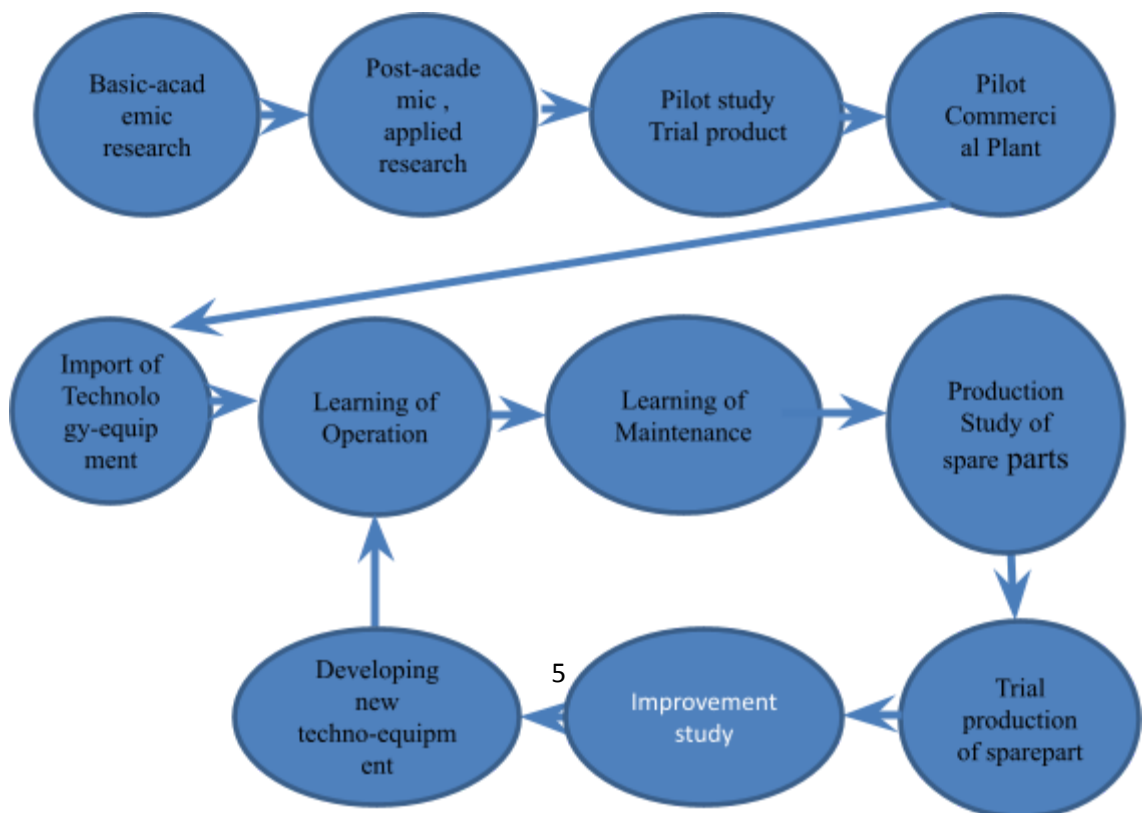 Basic-acad
emic
research
Post-acade
mic ,
applied
research
Pilot study
Trial product
Pilot
Commerci
al Plant
Import of
Technolo
gy-equip
ment
Learning of
Operation
Learning of
Maintenance
Production
Study of
spare parts
Developing
new
techno-equipm
ent
5
Improvement
study
Trial
production
of sparepart